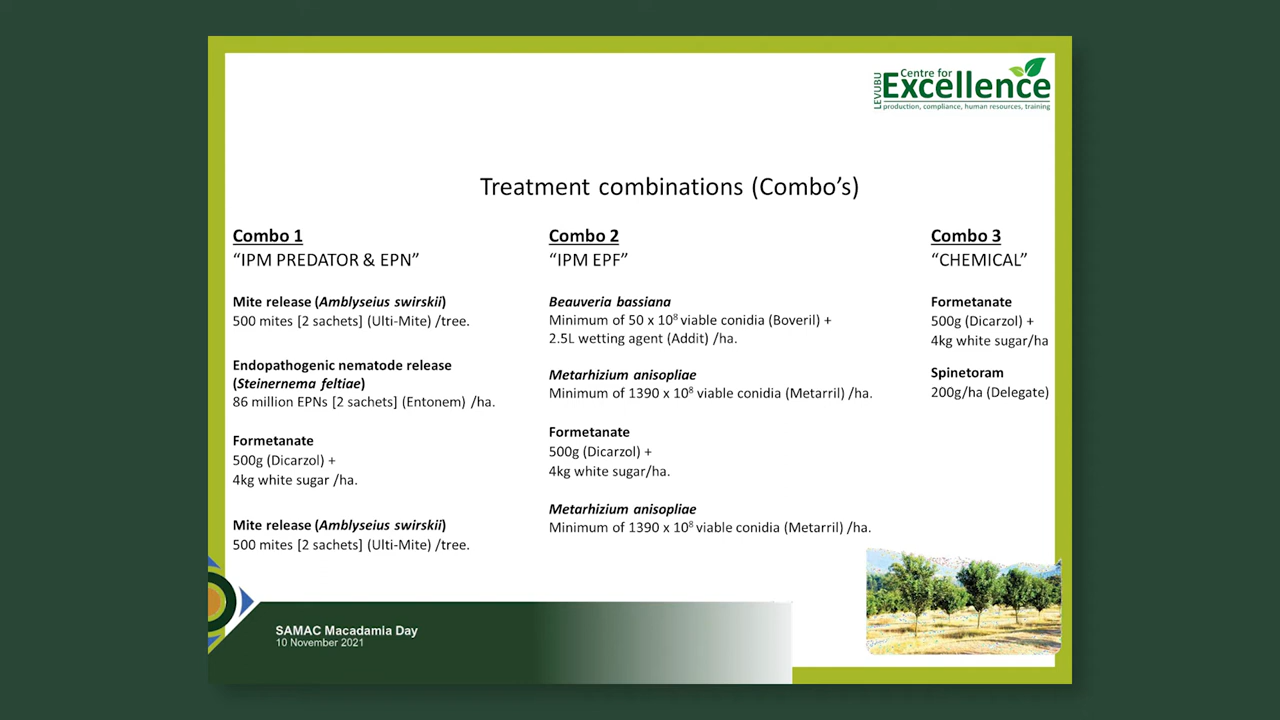 LEVUBU
Centre for
Excellence
production, compliance, human resources, training
Treatment combinations (Combo's)
Combo 1
"IPM PREDATOR & EPN"
Mite release (Amblyseius swirskii)
500 mites [2 sachets] (Ulti-Mite) /tree.
Endopathogenic nematode release
(Steinernema feltiae)
86 million EPNs [2 sachets] (Entonem) /ha.
Formetanate
500g (Dicarzol) +
4kg white sugar /ha.
Mite release (Amblyseius swirskii)
500 mites [2 sachets] (Ulti-Mite) /tree.
Combo 2
"IPM EPF"
Beauveria bassiana
Minimum of 50 x 10⁸ viable conidia (Boveril) +
2.5L wetting agent (Addit) /ha.
Metarhizium anisopliae
Minimum of 1390 x 10⁸ viable conidia (Metarril) /ha.
Formetanate
500g (Dicarzol) +
4kg white sugar/ha.
Metarhizium anisopliae
Minimum of 1390 x 10⁸ viable conidia (Metarril) /ha.
Combo 3
"CHEMICAL"
Formetanate
500g (Dicarzol) +
4kg white sugar/ha
Spinetoram
200g/ha (Delegate)
SAMAC Macadamia Day
10 November 2021